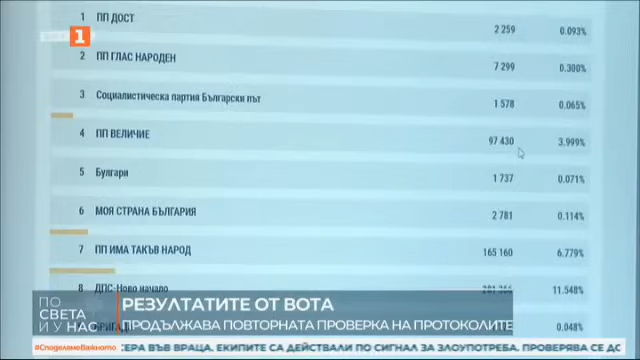 1 ПП ДОСТ 2 259 0.093%
2 ПП ГЛАС НАРОДЕН 7 299 0.300%
3 Социалистическа партия Български път 1 578 0.065%
4 ПП ВЕЛИЧИЕ 97 430 3.999%
5 Булгари 1 737 0.071%
6 МОЯ СТРАНА БЪЛГАРИЯ 2 781 0.114%
7 ПП ИМА ТАКЪВ НАРОД 165 160 6.779%
8 ДПС-Ново начало 11.548%
0.048%
1
ПО СВЕТА И У НАС
РЕЗУЛТАТИТЕ ОТ ВОТА
ПРОДЪЛЖАВА ПОВТОРНАТА ПРОВЕРКА НА ПРОТОКОЛИТЕ
#СподелямеВажното
СЕРА ВЪВ ВРАЦА. ЕКИПИТЕ СА ДЕЙСТВАЛИ ПО СИГНАЛ ЗА ЗЛОУПОТРЕБА. ПРОВЕРЯВА СЕ ДО